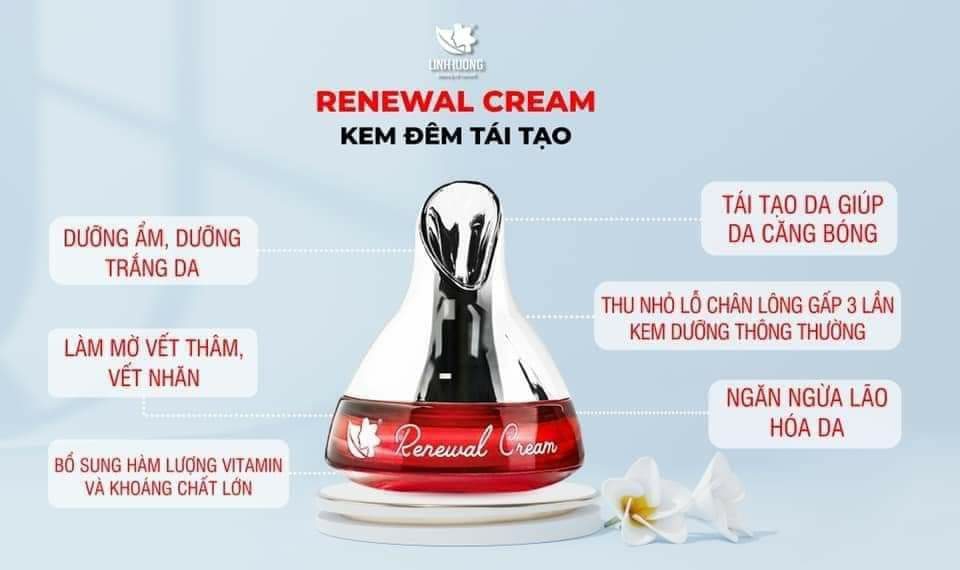 LINH HUONG
RENEWAL CREAM
KEM ĐÊM TÁI TẠO
DƯỠNG ẨM, DƯỠNG
TRẮNG DA
LÀM MỜ VẾT THÂM,
VẾT NHĂN
BỔ SUNG HÀM LƯỢNG VITAMIN
VÀ KHOÁNG CHẤT LỚN
TÁI TẠO DA GIÚP
DA CĂNG BÓNG
THU NHỎ LỖ CHÂN LÔNG GẤP 3 LẦN
KEM DƯỠNG THÔNG THƯỜNG
NGĂN NGỪA LÃO
HÓA DA
Renewal Cream